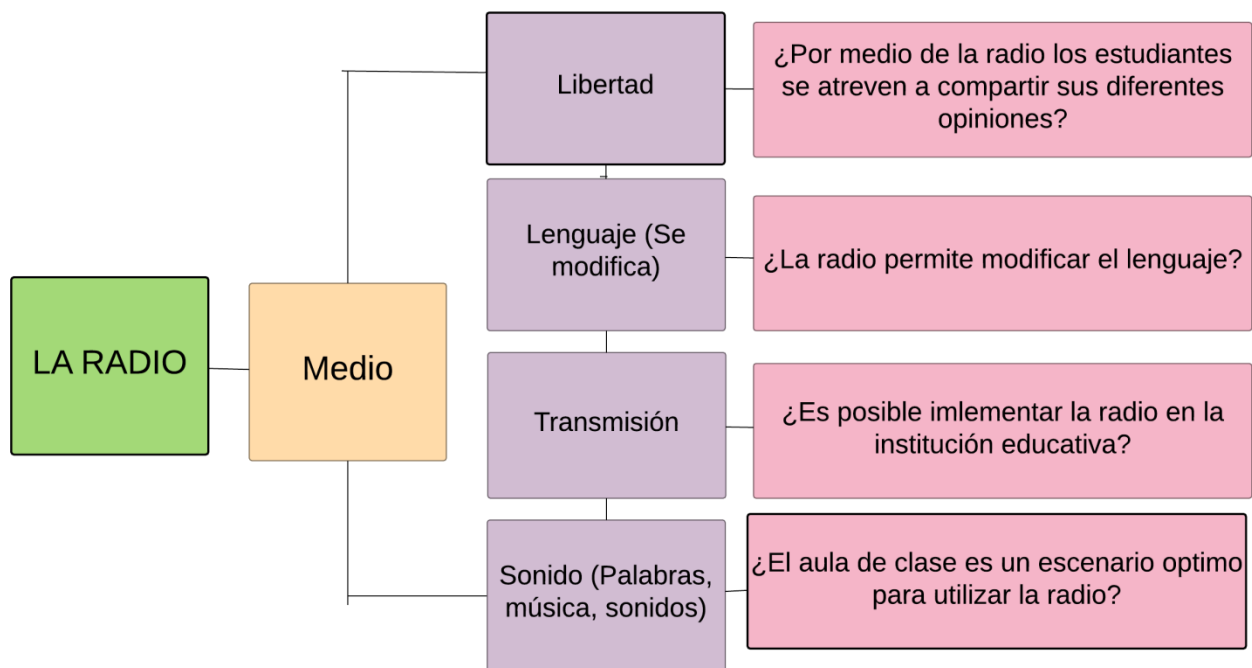 LA RADIO
Medio
Libertad
¿Por medio de la radio los estudiantes
se atreven a compartir sus diferentes
opiniones?
Lenguaje (Se
modifica)
¿La radio permite modificar el lenguaje?
Transmisión
¿Es posible imlementar la radio en la
institución educativa?
Sonido (Palabras,
música, sonidos)
¿El aula de clase es un escenario optimo
para utilizar la radio?